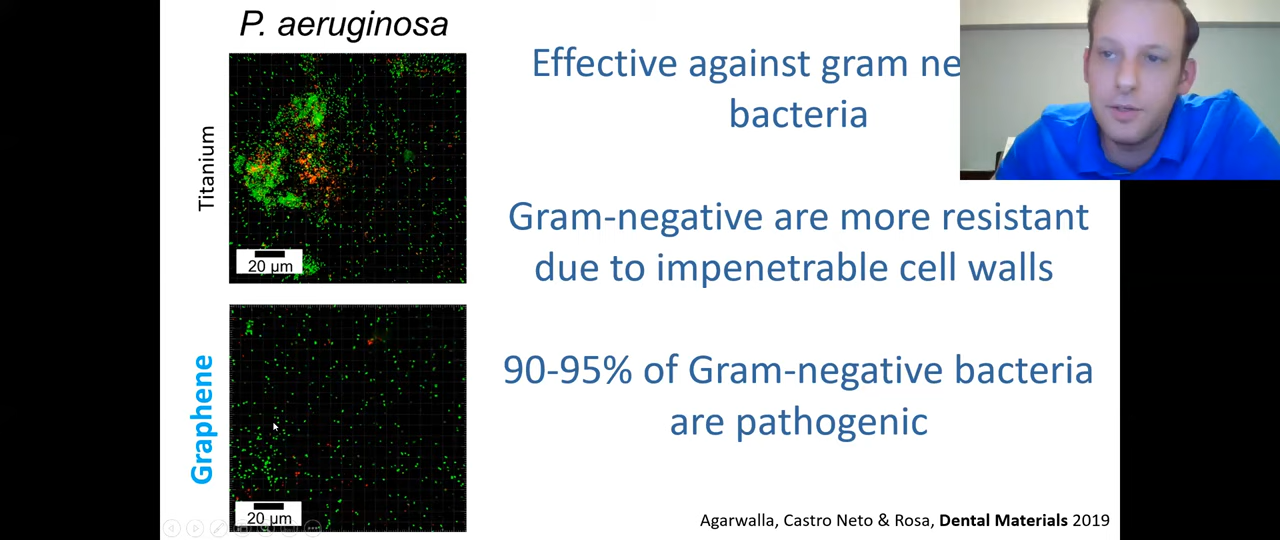 P. aeruginosa
Titanium
20 μm
Graphene
20 μm
Effective against gram
bacteria
Gram-negative are more resistant
due to impenetrable cell walls
90-95% of Gram-negative bacteria
are pathogenic
Agarwalla, Castro Neto & Rosa, Dental Materials 2019